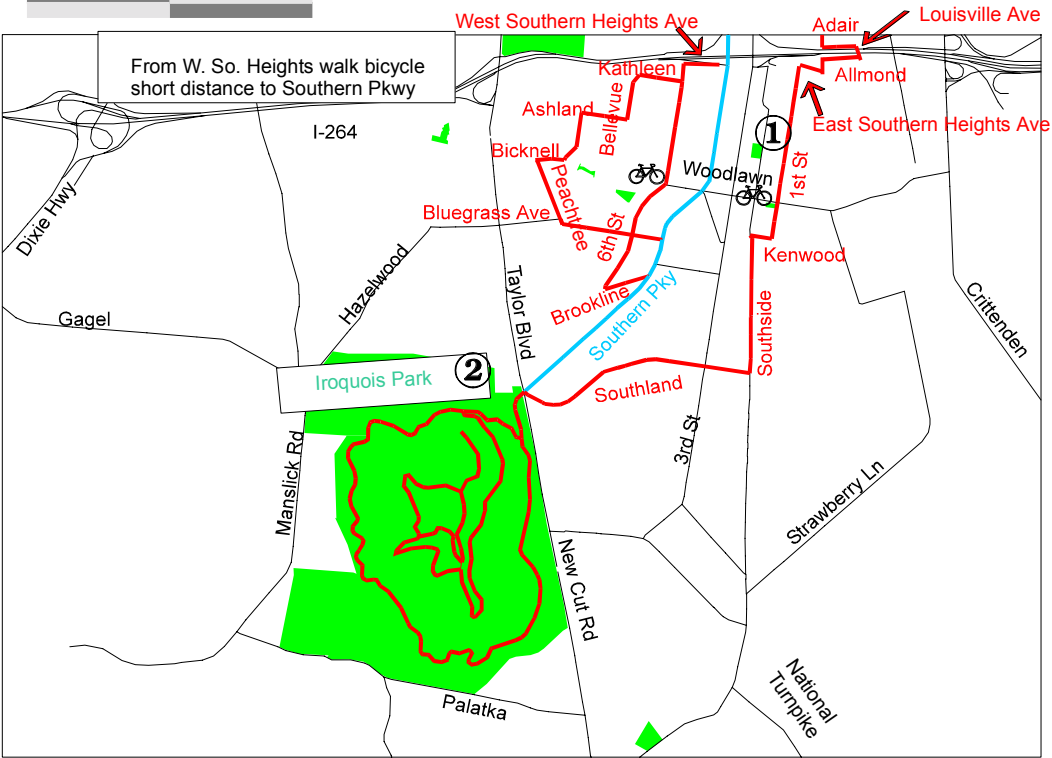 West Southern Heights Ave
Adair
Louisville Ave
From W. So. Heights walk bicycle
short distance to Southern Pkwy
Kathleen
Allmond
Ashland
Bellevue
I-264
East Southern Heights Ave
1
Bicknell
Woodlawn
1st St
Peachtree
Dixie Hwy
Bluegrass Ave
6th St
Kenwood
Hazelwood
Taylor Blvd
Brookline
Southern Pky
Southside
Crittenden
Gagel
Iroquois Park
2
Southland
3rd St
Manslick Rd
Strawberry Ln
New Cut Rd
National
Turnpike
Palatka